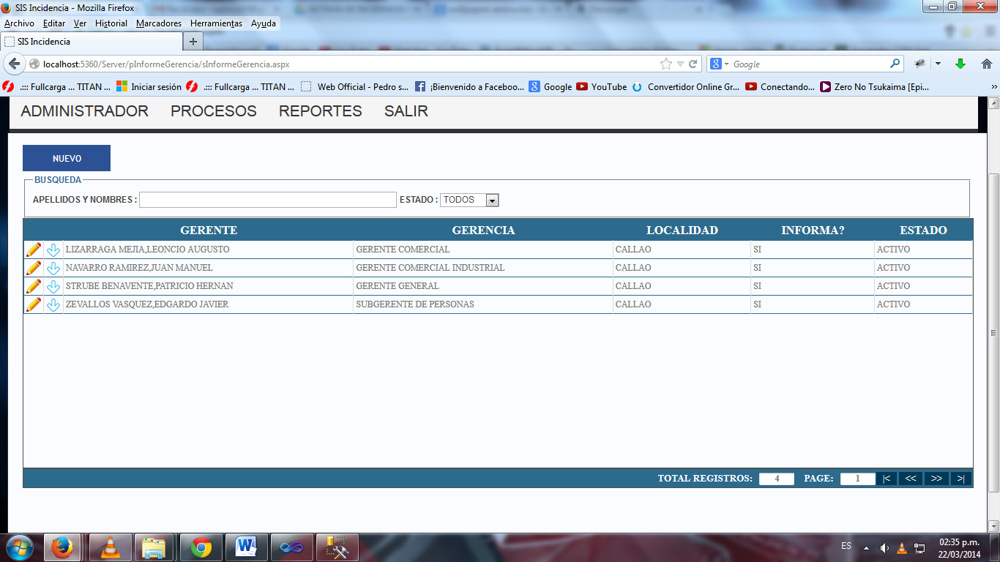 SIS Incidencia - Mozilla Firefox
Archivo Editar Ver Historial Marcadores Herramientas Ayuda
SIS Incidencia
localhost:5360/Server/pInformeGerencia/sInformeGerencia.aspx
Google
.::: Fullcarga ... TITAN ... Iniciar sesión .::: Fullcarga ... TITAN ... Web Official - Pedro s... ¡Bienvenido a Faceboo... Google YouTube Convertidor Online Gr... Conectando... Zero No Tsukaima [Epi... »
ADMINISTRADOR PROCESOS REPORTES SALIR
NUEVO
BUSQUEDA
APELLIDOS Y NOMBRES : ESTADO : TODOS
GERENTE GERENCIA LOCALIDAD INFORMA? ESTADO
LIZARRAGA MEJIA,LEONCIO AUGUSTO GERENTE COMERCIAL CALLAO SI ACTIVO
NAVARRO RAMIREZ,JUAN MANUEL GERENTE COMERCIAL INDUSTRIAL CALLAO SI ACTIVO
STRUBE BENAVENTE,PATRICIO HERNAN GERENTE GENERAL CALLAO SI ACTIVO
ZEVALLOS VASQUEZ,EDGARDO JAVIER SUBGERENTE DE PERSONAS CALLAO SI ACTIVO
TOTAL REGISTROS: 4 PAGE: 1 |< << >> >|
ES 02:35 p.m.
22/03/2014